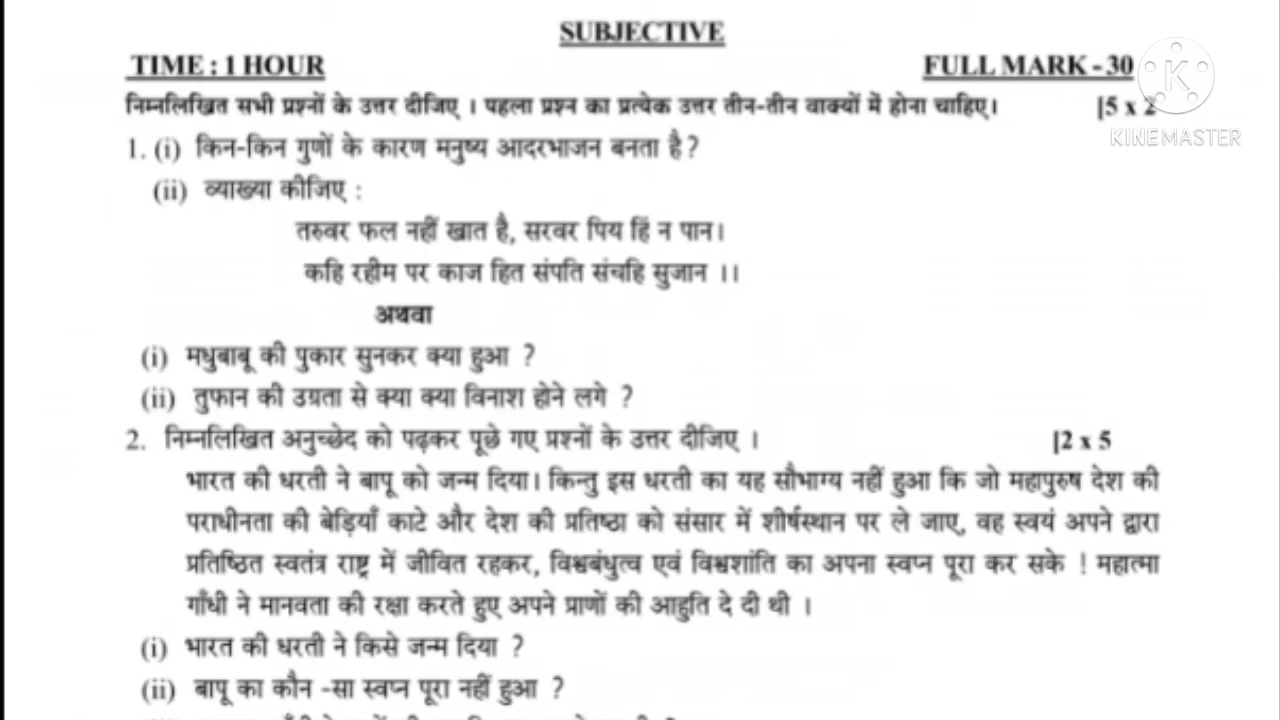 SUBJECTIVE
TIME : 1 HOUR FULL MARK - 30
निम्नलिखित सभी प्रश्नों के उत्तर दीजिए । पहला प्रश्न का प्रत्येक उत्तर तीन-तीन वाक्यों में होना चाहिए। |5 x 2
K
KINEMASTER
1. (i) किन-किन गुणों के कारण मनुष्य आदरभाजन बनता है?
(ii) व्याख्या कीजिए :
तरुवर फल नहीं खात है, सरवर पिय हिं न पान।
कहि रहीम पर काज हित संपति संचहि सुजान ।।
अथवा
(i) मधुबाबू की पुकार सुनकर क्या हुआ ?
(ii) तुफान की उग्रता से क्या क्या विनाश होने लगे ?
2. निम्नलिखित अनुच्छेद को पढ़कर पूछे गए प्रश्नों के उत्तर दीजिए । |2 x 5
भारत की धरती ने बापू को जन्म दिया। किन्तु इस धरती का यह सौभाग्य नहीं हुआ कि जो महापुरुष देश की
पराधीनता की बेड़ियाँ काटे और देश की प्रतिष्ठा को संसार में शीर्षस्थान पर ले जाए, वह स्वयं अपने द्वारा
प्रतिष्ठित स्वतंत्र राष्ट्र में जीवित रहकर, विश्वबंधुत्व एवं विश्वशांति का अपना स्वप्न पूरा कर सके ! महात्मा
गाँधी ने मानवता की रक्षा करते हुए अपने प्राणों की आहुति दे दी थी ।
(i) भारत की धरती ने किसे जन्म दिया ?
(ii) बापू का कौन -सा स्वप्न पूरा नहीं हुआ ?